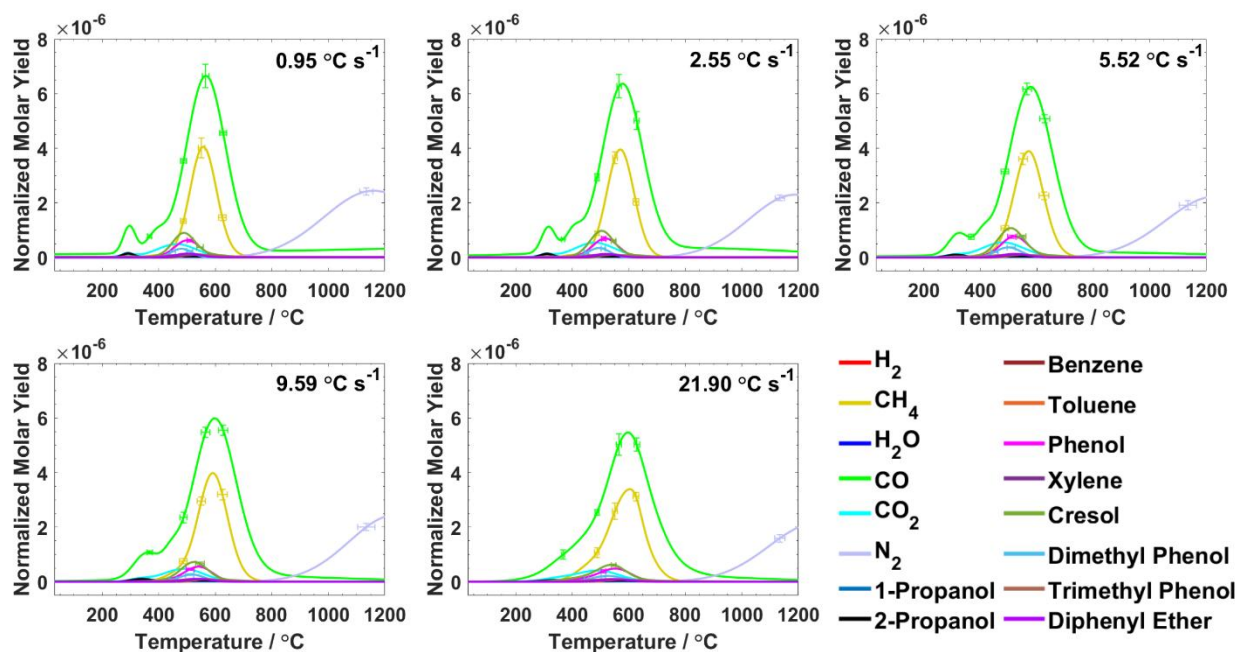 ×10⁻⁶ ×10⁻⁶ ×10⁻⁶
0.95 °C s⁻¹ 2.55 °C s⁻¹ 5.52 °C s⁻¹
Normalized Molar Yield Normalized Molar Yield Normalized Molar Yield
8 8 8
6 6 6
4 4 4
2 2 2
0 0 0
200 400 600 800 1000 1200 200 400 600 800 1000 1200 200 400 600 800 1000 1200
Temperature / °C Temperature / °C Temperature / °C
×10⁻⁶ ×10⁻⁶
9.59 °C s⁻¹ 21.90 °C s⁻¹
Normalized Molar Yield Normalized Molar Yield
8 8
6 6
4 4
2 2
0 0
200 400 600 800 1000 1200 200 400 600 800 1000 1200
Temperature / °C Temperature / °C
H₂ Benzene
CH₄ Toluene
H₂O Phenol
CO Xylene
CO₂ Cresol
N₂ Dimethyl Phenol
1-Propanol Trimethyl Phenol
2-Propanol Diphenyl Ether